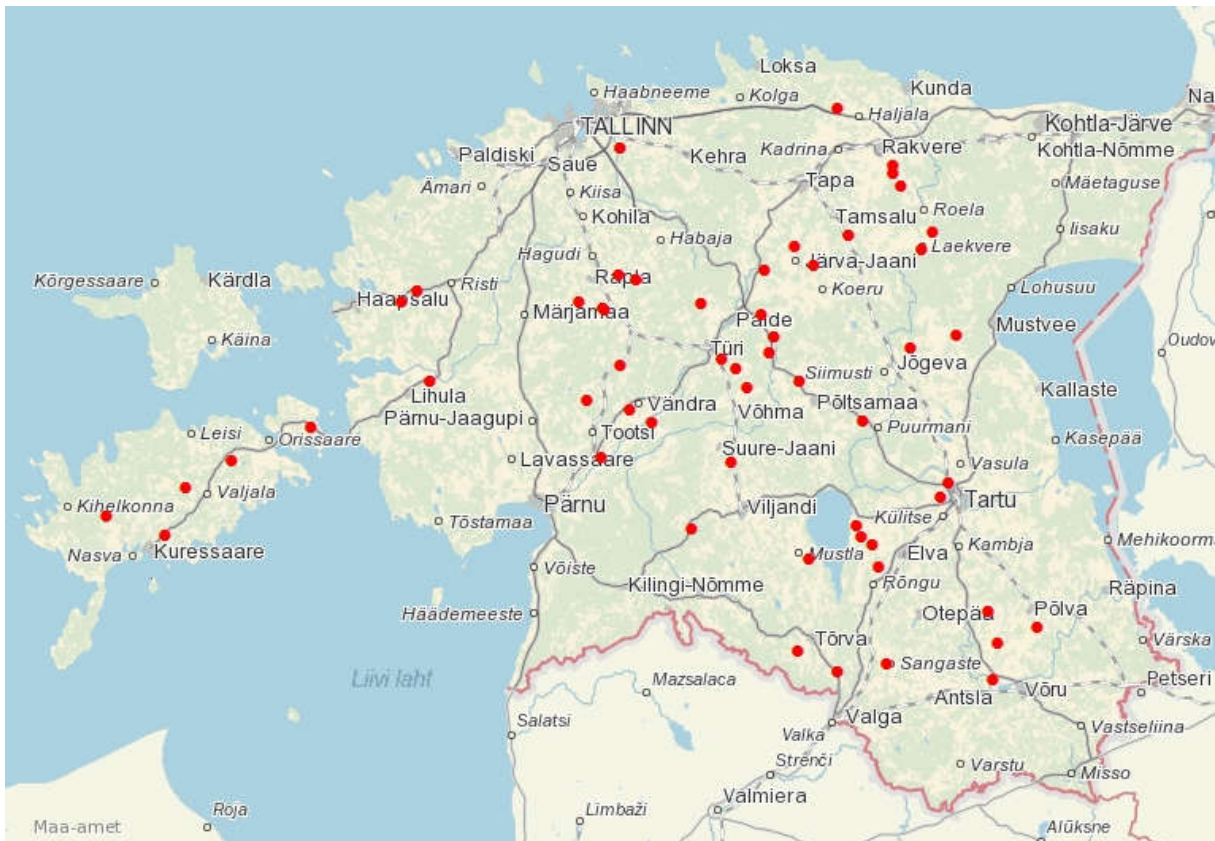 Loksa
Kunda
Haabneeme
Kolga
Haljala
Na
TALLINN
Kohtla-Järve
Paldiski
Saue
Kehra
Kadrina
Rakvere
Kohtla-Nõmme
Ämari
Kiisa
Tapa
Mäetaguse
Kohila
Tamsalu
Roela
Iisaku
Habaja
Hagudi
Laekvere
Järva-Jaani
Kõrgessaare
Kärdla
Risti
Rapla
Koeru
Lohusuu
Haapsalu
Märjamaa
Paide
Mustvee
Käina
Türi
Jõgeva
Oudov
Siimusti
Lihula
Kallaste
Pärnu-Jaagupi
Vändra
Võhma
Põltsamaa
Leisi
Orissaare
Tootsi
Puurmani
Kasepää
Suure-Jaani
Lavassaare
Vasula
Valjala
Kihelkonna
Pärnu
Viljandi
Tartu
Tõstamaa
Külitse
Nasva
Kuressaare
Mustla
Elva
Kambja
Mehikoorma
Võiste
Kilingi-Nõmme
Rõngu
Räpina
Häädemeeste
Otepää
Põlva
Tõrva
Värska
Sangaste
Liivi laht
Mazsalaca
Antsla
Võru
Petseri
Salatsi
Valga
Valka
Vastseliina
Strenči
Varstu
Misso
Valmiera
Roja
Limbaži
Maa-amet
Alūksne